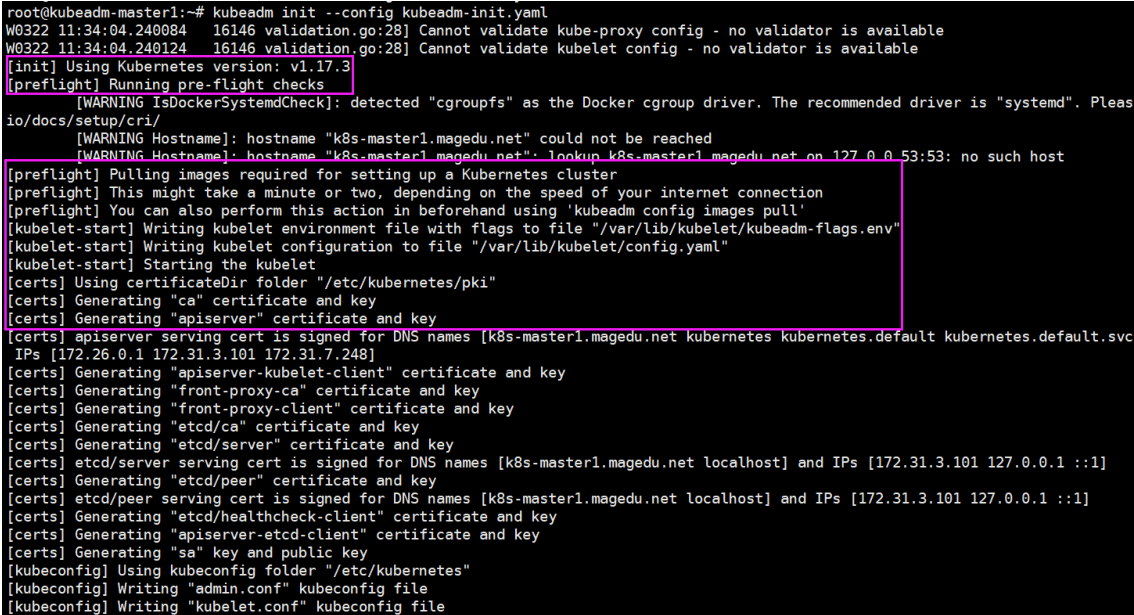 root@kubeadm-master1:~# kubeadm init --config kubeadm-init.yaml
W0322 11:34:04.240084   16146 validation.go:28] Cannot validate kube-proxy config - no validator is available
W0322 11:34:04.240124   16146 validation.go:28] Cannot validate kubelet config - no validator is available
[init] Using Kubernetes version: v1.17.3
[preflight] Running pre-flight checks
        [WARNING IsDockerSystemdCheck]: detected "cgroupfs" as the Docker cgroup driver. The recommended driver is "systemd". Pleas
io/docs/setup/cri/
        [WARNING Hostname]: hostname "k8s-master1.magedu.net" could not be reached
        [WARNING Hostname]: hostname "k8s-master1.magedu.net": lookup k8s-master1.magedu.net on 127.0.0.53:53: no such host
[preflight] Pulling images required for setting up a Kubernetes cluster
[preflight] This might take a minute or two, depending on the speed of your internet connection
[preflight] You can also perform this action in beforehand using 'kubeadm config images pull'
[kubelet-start] Writing kubelet environment file with flags to file "/var/lib/kubelet/kubeadm-flags.env"
[kubelet-start] Writing kubelet configuration to file "/var/lib/kubelet/config.yaml"
[kubelet-start] Starting the kubelet
[certs] Using certificateDir folder "/etc/kubernetes/pki"
[certs] Generating "ca" certificate and key
[certs] Generating "apiserver" certificate and key
[certs] apiserver serving cert is signed for DNS names [k8s-master1.magedu.net kubernetes kubernetes.default kubernetes.default.svc
 IPs [172.26.0.1 172.31.3.101 172.31.7.248]
[certs] Generating "apiserver-kubelet-client" certificate and key
[certs] Generating "front-proxy-ca" certificate and key
[certs] Generating "front-proxy-client" certificate and key
[certs] Generating "etcd/ca" certificate and key
[certs] Generating "etcd/server" certificate and key
[certs] etcd/server serving cert is signed for DNS names [k8s-master1.magedu.net localhost] and IPs [172.31.3.101 127.0.0.1 ::1]
[certs] Generating "etcd/peer" certificate and key
[certs] etcd/peer serving cert is signed for DNS names [k8s-master1.magedu.net localhost] and IPs [172.31.3.101 127.0.0.1 ::1]
[certs] Generating "etcd/healthcheck-client" certificate and key
[certs] Generating "apiserver-etcd-client" certificate and key
[certs] Generating "sa" key and public key
[kubeconfig] Using kubeconfig folder "/etc/kubernetes"
[kubeconfig] Writing "admin.conf" kubeconfig file
[kubeconfig] Writing "kubelet.conf" kubeconfig file